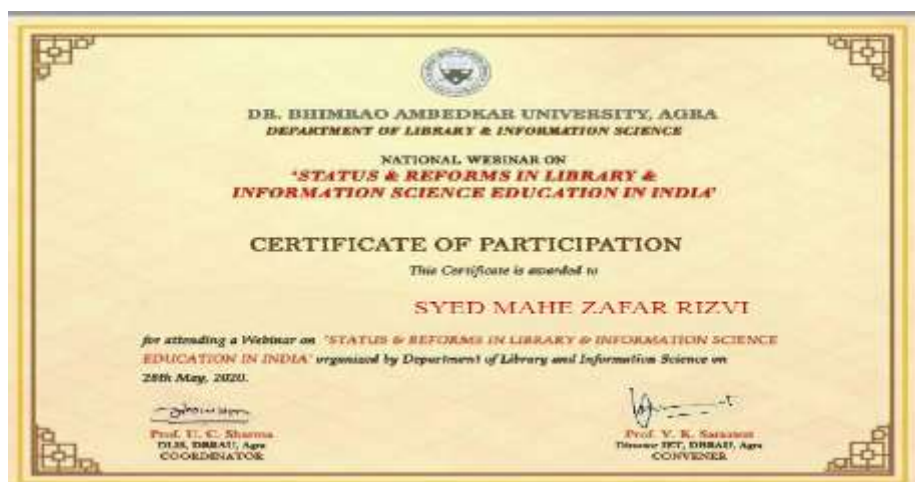 DR. BHIMRAO AMBEDKAR UNIVERSITY, AGRA
DEPARTMENT OF LIBRARY & INFORMATION SCIENCE
NATIONAL WEBINAR ON
"STATUS & REFORMS IN LIBRARY &
INFORMATION SCIENCE EDUCATION IN INDIA"
CERTIFICATE OF PARTICIPATION
This Certificate is awarded to
SYED MAHE ZAFAR RIZVI
for attending a Webinar on "STATUS & REFORMS IN LIBRARY & INFORMATION SCIENCE
EDUCATION IN INDIA" organized by Department of Library and Information Science on
28th May, 2020.
Prof. U. C. Sharma
DLIS, DBRAU, Agra
COORDINATOR
Prof. V. K. Saraswat
Director IET, DBRAU, Agra
CONVENER